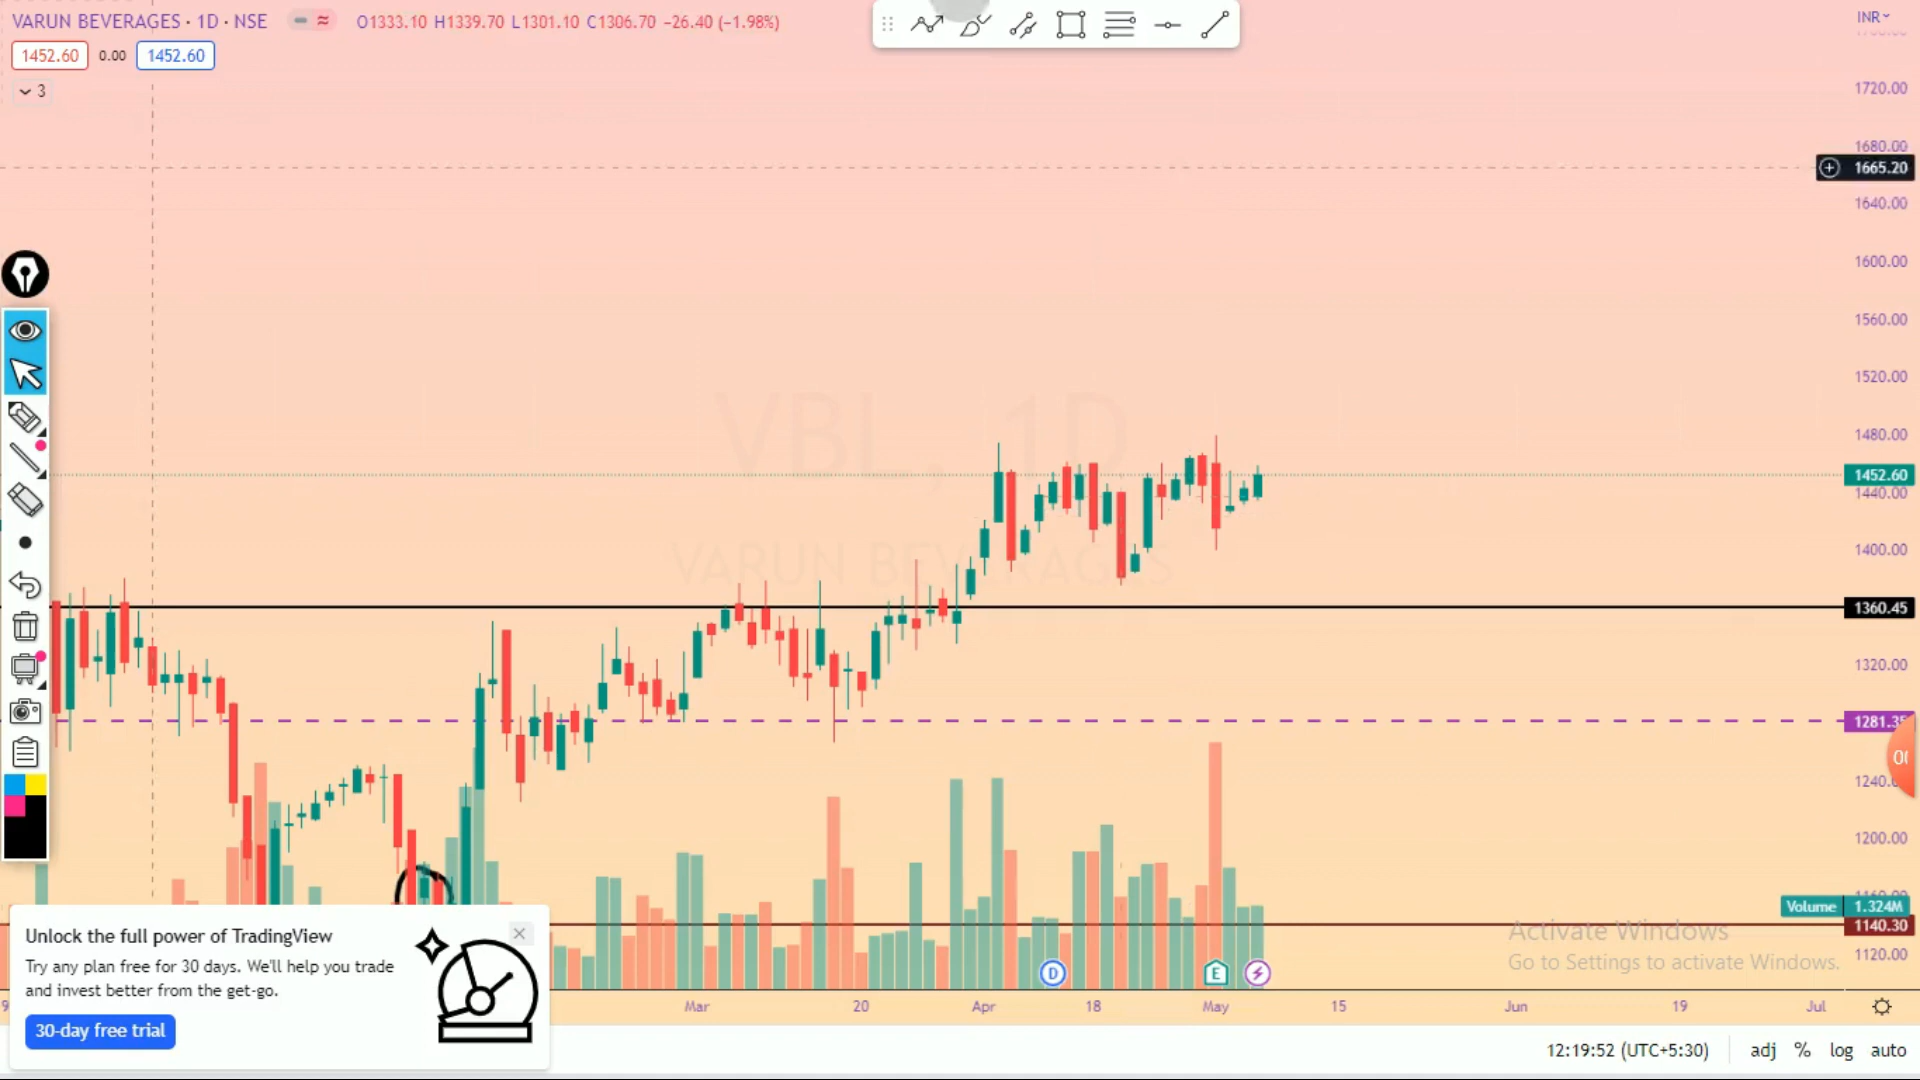 VARUN BEVERAGES · 1D · NSE
O1333.10 H1339.70 L1301.10 C1306.70 −26.40 (−1.98%)
INR
1452.60 0.00 1452.60
3
1720.00
1680.00
1665.20
1640.00
1600.00
1560.00
1520.00
VBL, 1D
1480.00
1452.60
1440.00
1400.00
VARUN BEVERAGES
1360.45
1320.00
1281.35
1240.
1200.00
Volume 1.324M
1140.30
1120.00
Activate Windows
Go to Settings to activate Windows.
D E
Unlock the full power of TradingView
Try any plan free for 30 days. We'll help you trade
and invest better from the get-go.
30-day free trial
Mar 20 Apr 18 May 15 Jun 19 Jul
12:19:52 (UTC+5:30) adj % log auto